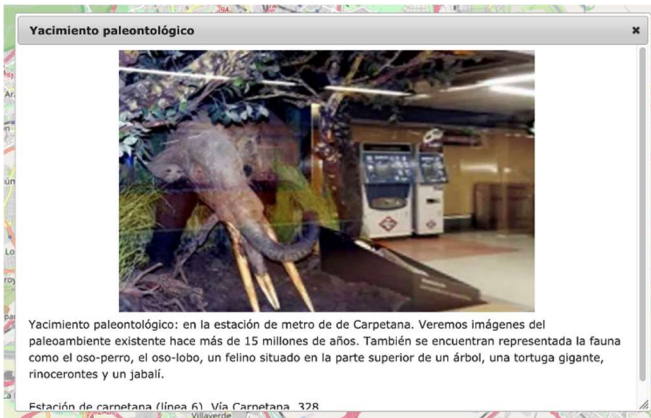 Yacimiento paleontológico
Yacimiento paleontológico: en la estación de metro de de Carpetana. Veremos imágenes del
paleoambiente existente hace más de 15 millones de años. También se encuentran representada la fauna
como el oso-perro, el oso-lobo, un felino situado en la parte superior de un árbol, una tortuga gigante,
rinocerontes y un jabalí.
Estación de carpetana (línea 6). Vía Carpetana, 328
Villaverde